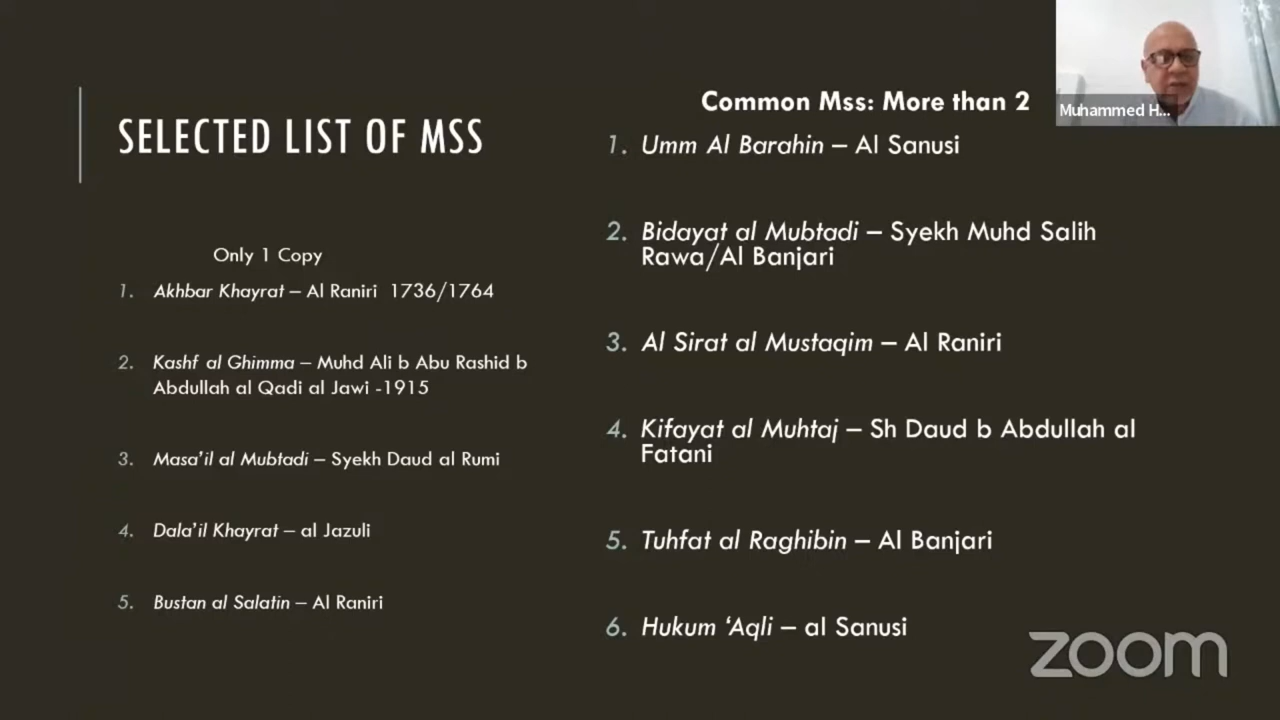 SELECTED LIST OF MSS
Only 1 Copy
1. Akhbar Khayrat – Al Raniri 1736/1764
2. Kashf al Ghimma – Muhd Ali b Abu Rashid b
Abdullah al Qadi al Jawi -1915
3. Masa'il al Mubtadi – Syekh Daud al Rumi
4. Dala'il Khayrat – al Jazuli
5. Bustan al Salatin – Al Raniri
Common Mss: More than 2
1. Umm Al Barahin – Al Sanusi
2. Bidayat al Mubtadi – Syekh Muhd Salih
Rawa/Al Banjari
3. Al Sirat al Mustaqim – Al Raniri
4. Kifayat al Muhtaj – Sh Daud b Abdullah al
Fatani
5. Tuhfat al Raghibin – Al Banjari
6. Hukum ‘Aqli – al Sanusi
Muhammed H...
zoom